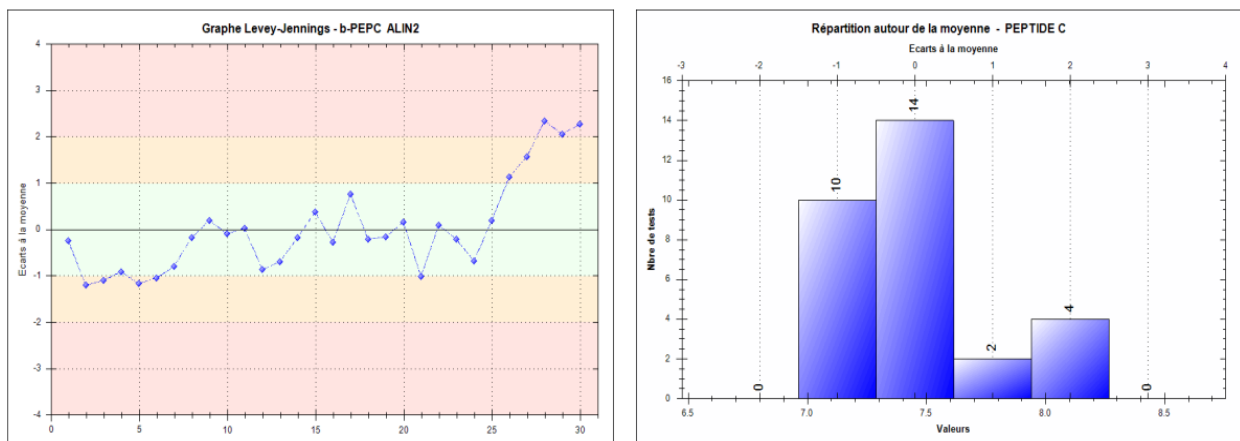 Graphe Levey-Jennings - b-PEPC ALIN2
4
3
2
1
0
-1
-2
-3
-4
Ecarts à la moyenne
0 5 10 15 20 25 30
Répartition autour de la moyenne - PEPTIDE C
Ecarts à la moyenne
-3 -2 -1 0 1 2 3 4
16
14
12
10
8
6
4
2
0
Nbre de tests
0 10 14 2 4 0
6.5 7.0 7.5 8.0 8.5
Valeurs